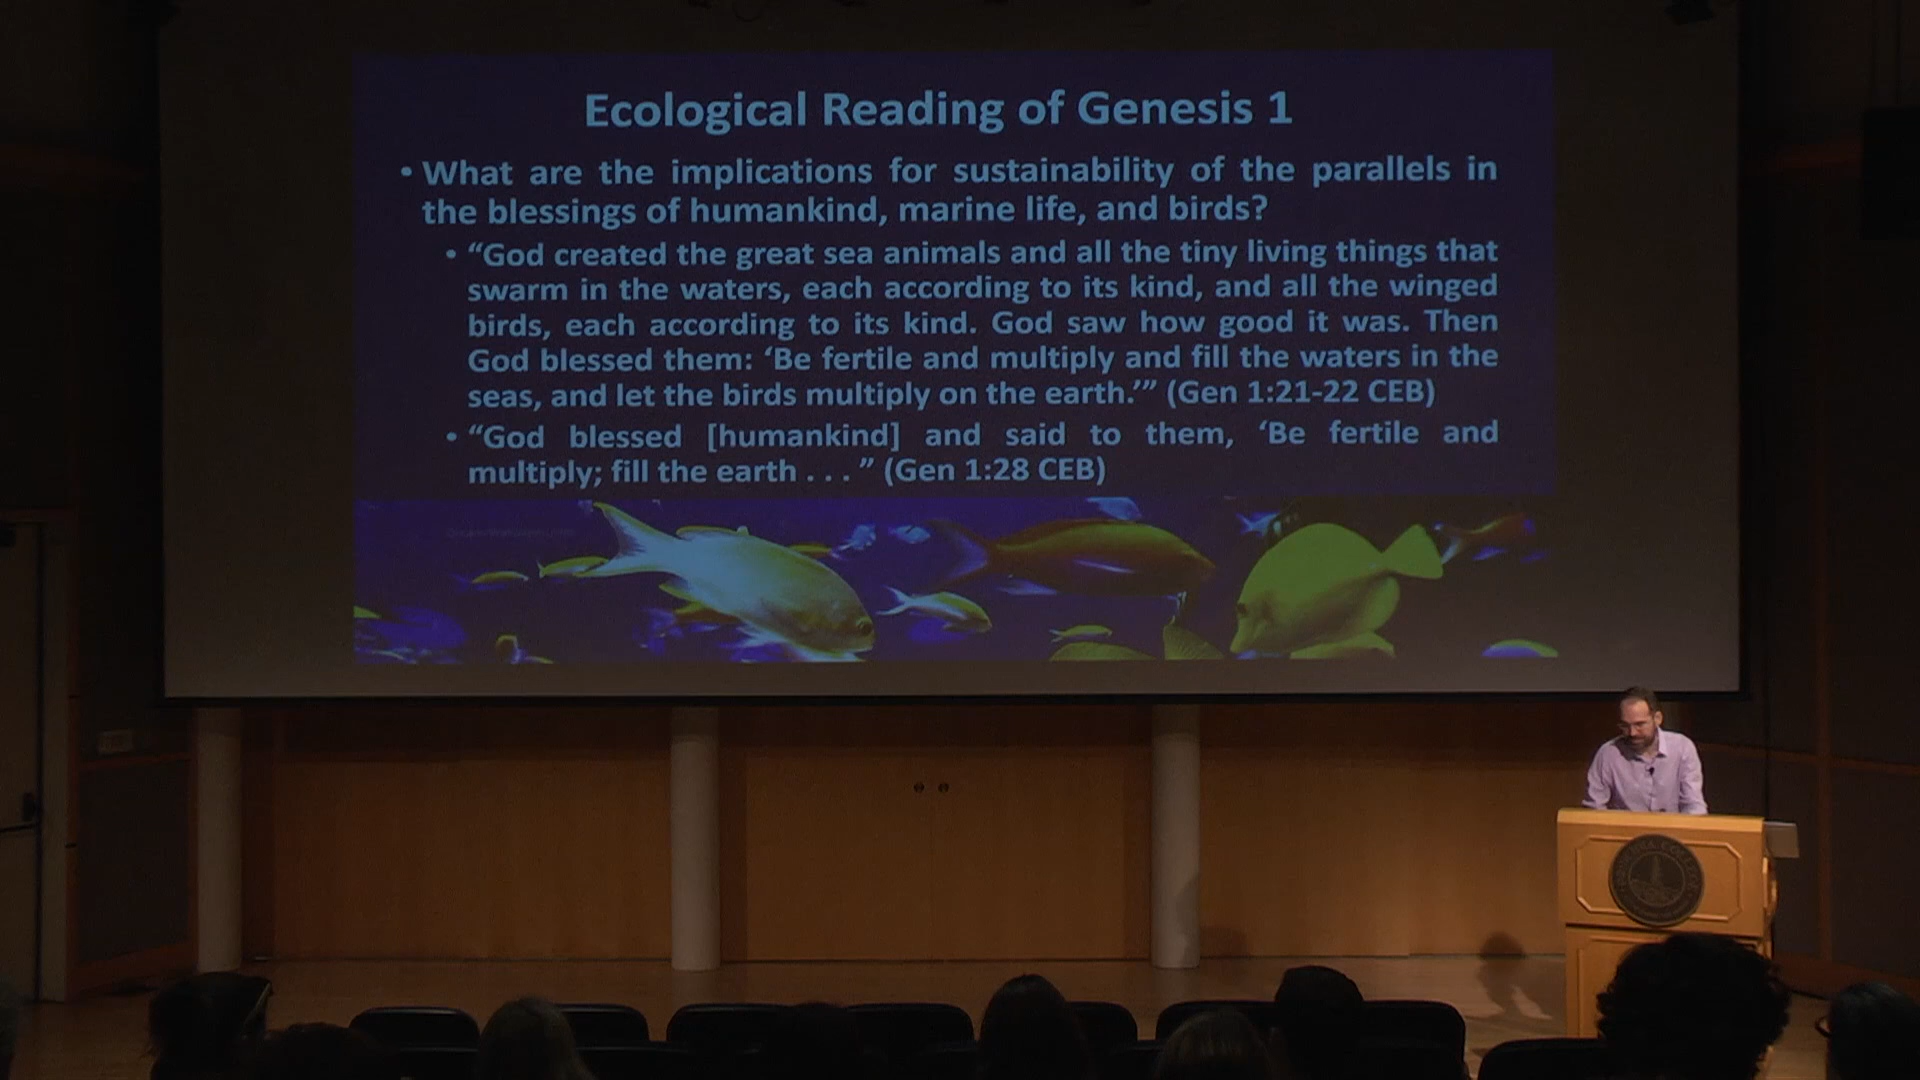 Ecological Reading of Genesis 1
• What are the implications for sustainability of the parallels in
the blessings of humankind, marine life, and birds?
• “God created the great sea animals and all the tiny living things that
swarm in the waters, each according to its kind, and all the winged
birds, each according to its kind. God saw how good it was. Then
God blessed them: ‘Be fertile and multiply and fill the waters in the
seas, and let the birds multiply on the earth.’” (Gen 1:21-22 CEB)
• “God blessed [humankind] and said to them, ‘Be fertile and
multiply; fill the earth . . . ” (Gen 1:28 CEB)